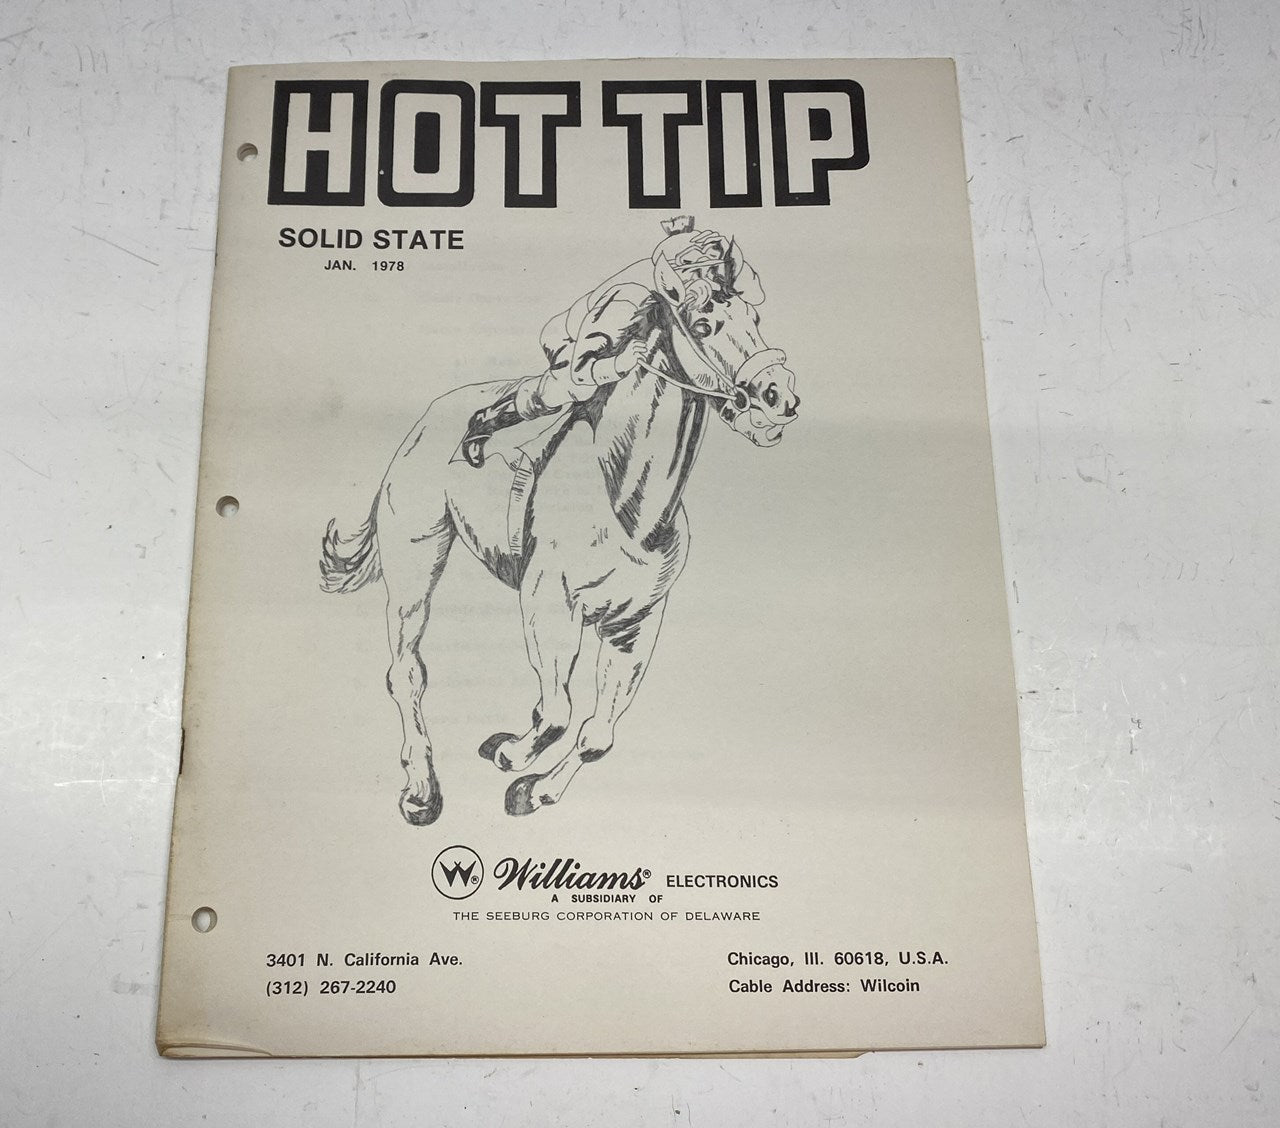 HOT TIP
SOLID STATE
JAN. 1978
W®
Williams® ELECTRONICS
A SUBSIDIARY OF
THE SEEBURG CORPORATION OF DELAWARE
3401 N. California Ave.
(312) 267-2240
Chicago, Ill. 60618, U.S.A.
Cable Address: Wilcoin